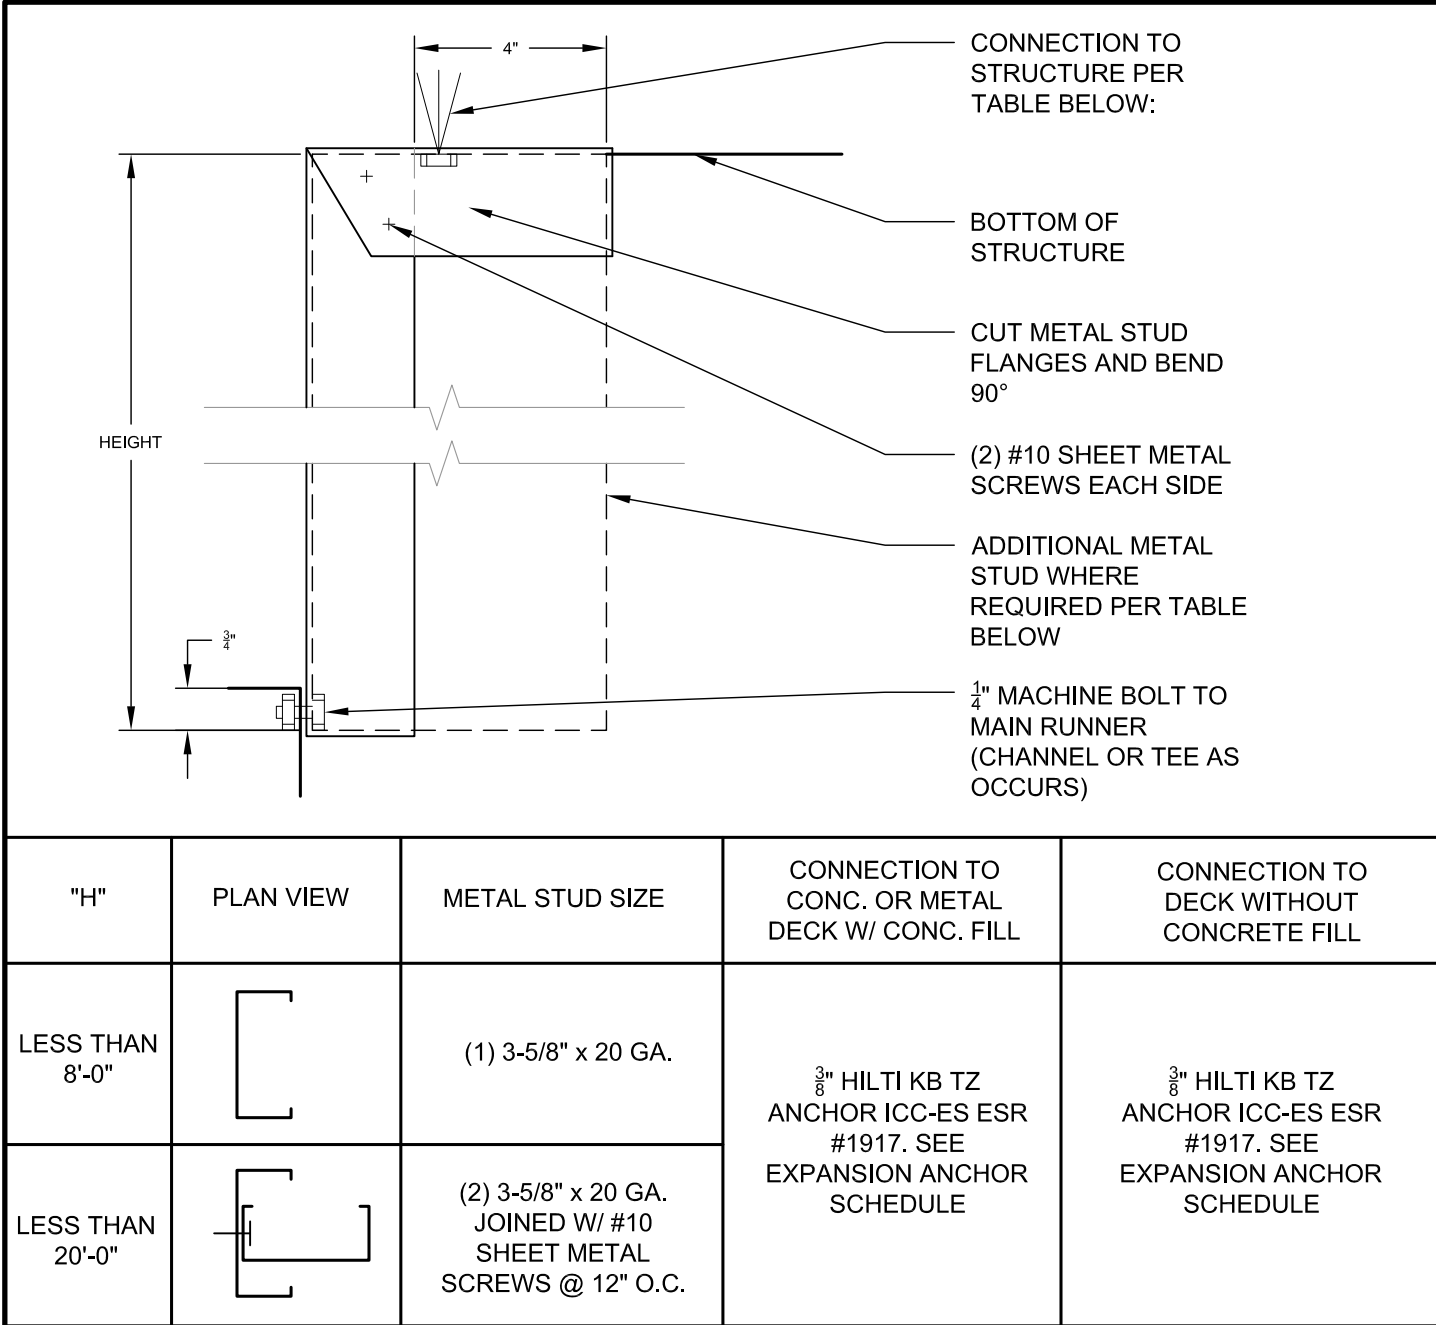 4"
CONNECTION TO
STRUCTURE PER
TABLE BELOW:
BOTTOM OF
STRUCTURE
CUT METAL STUD
FLANGES AND BEND
90°
HEIGHT
(2) #10 SHEET METAL
SCREWS EACH SIDE
ADDITIONAL METAL
STUD WHERE
REQUIRED PER TABLE
BELOW
3/4"
1/4" MACHINE BOLT TO
MAIN RUNNER
(CHANNEL OR TEE AS
OCCURS)
"H"
PLAN VIEW
METAL STUD SIZE
CONNECTION TO
CONC. OR METAL
DECK W/ CONC. FILL
CONNECTION TO
DECK WITHOUT
CONCRETE FILL
LESS THAN
8'-0"
(1) 3-5/8" x 20 GA.
3/8" HILTI KB TZ
ANCHOR ICC-ES ESR
#1917. SEE
EXPANSION ANCHOR
SCHEDULE
3/8" HILTI KB TZ
ANCHOR ICC-ES ESR
#1917. SEE
EXPANSION ANCHOR
SCHEDULE
LESS THAN
20'-0"
(2) 3-5/8" x 20 GA.
JOINED W/ #10
SHEET METAL
SCREWS @ 12" O.C.